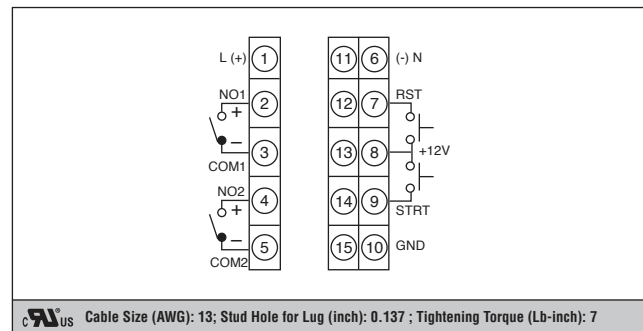 L (+) 1 11 6 (-) N
NO1 2 12 7 RST
+
−
COM1 3 13 8 +12V
NO2 4 14 9 STRT
+
−
COM2 5 15 10 GND
c RU ® US Cable Size (AWG): 13; Stud Hole for Lug (inch): 0.137 ; Tightening Torque (Lb-inch): 7